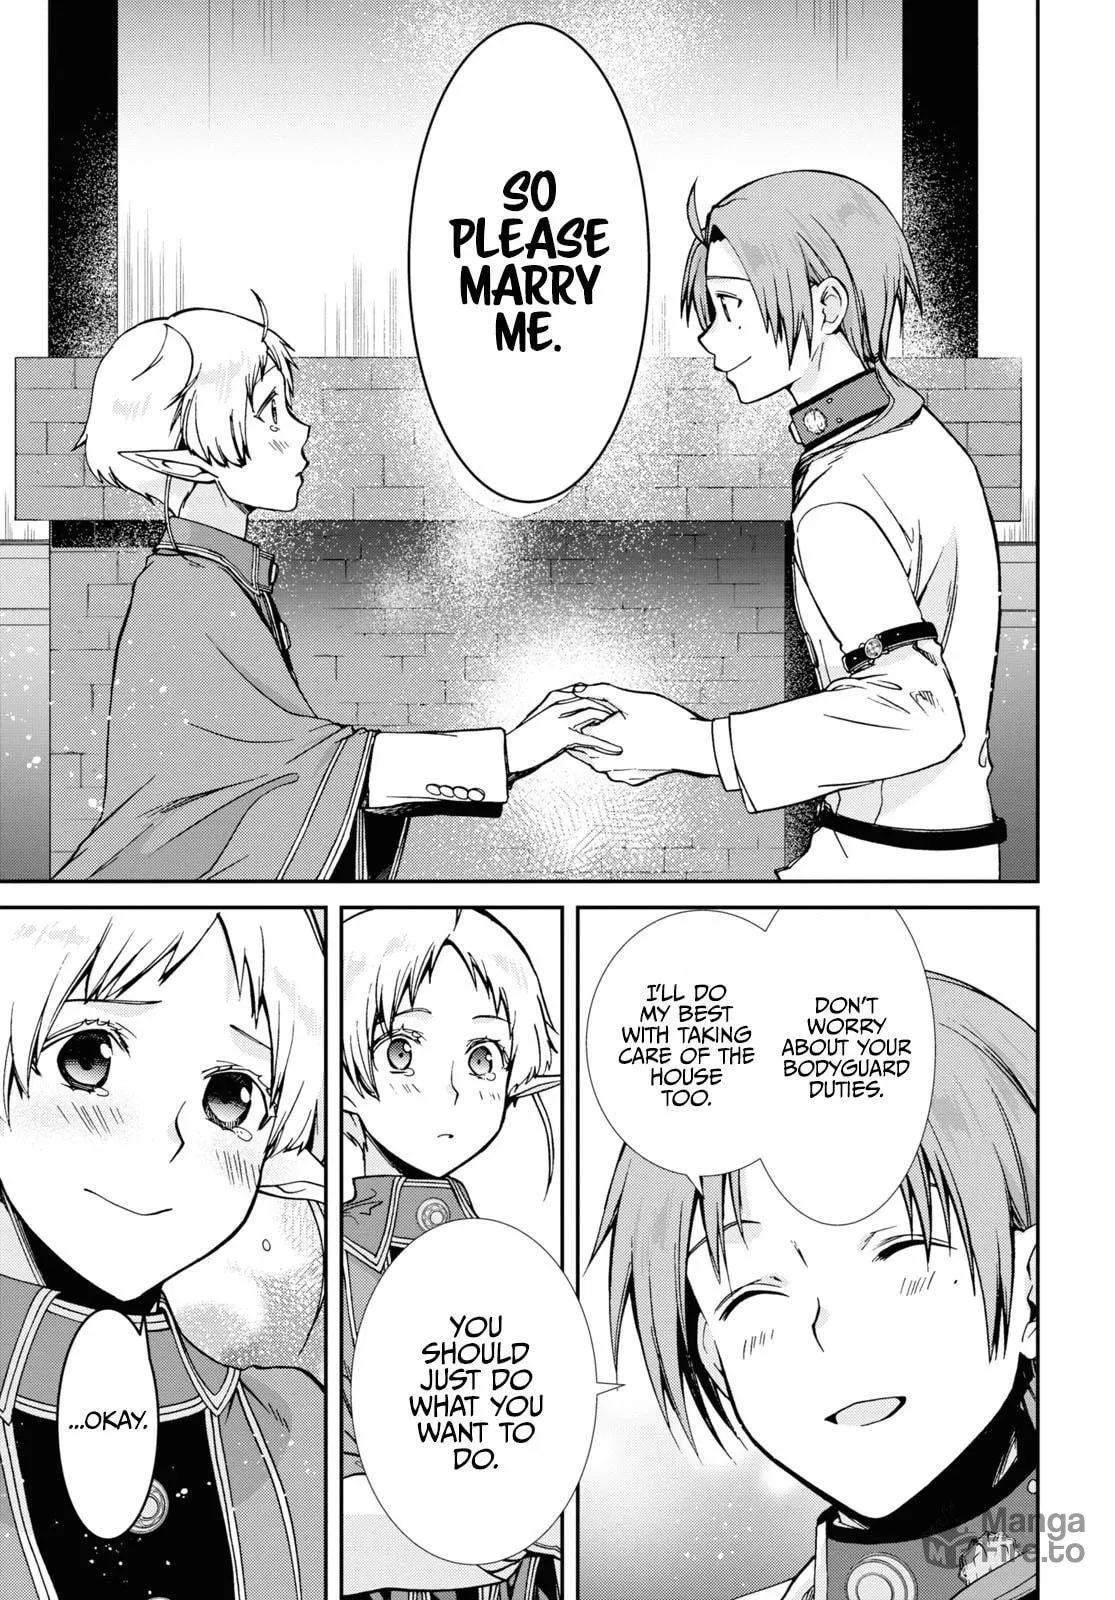 SO
PLEASE
MARRY
ME.
DON'T
WORRY
ABOUT YOUR
BODYGUARD
DUTIES.
I'LL DO
MY BEST
WITH TAKING
CARE OF THE
HOUSE
TOO.
YOU
SHOULD
JUST DO
WHAT YOU
WANT TO
DO.
...OKAY.
Manga
Fire.to